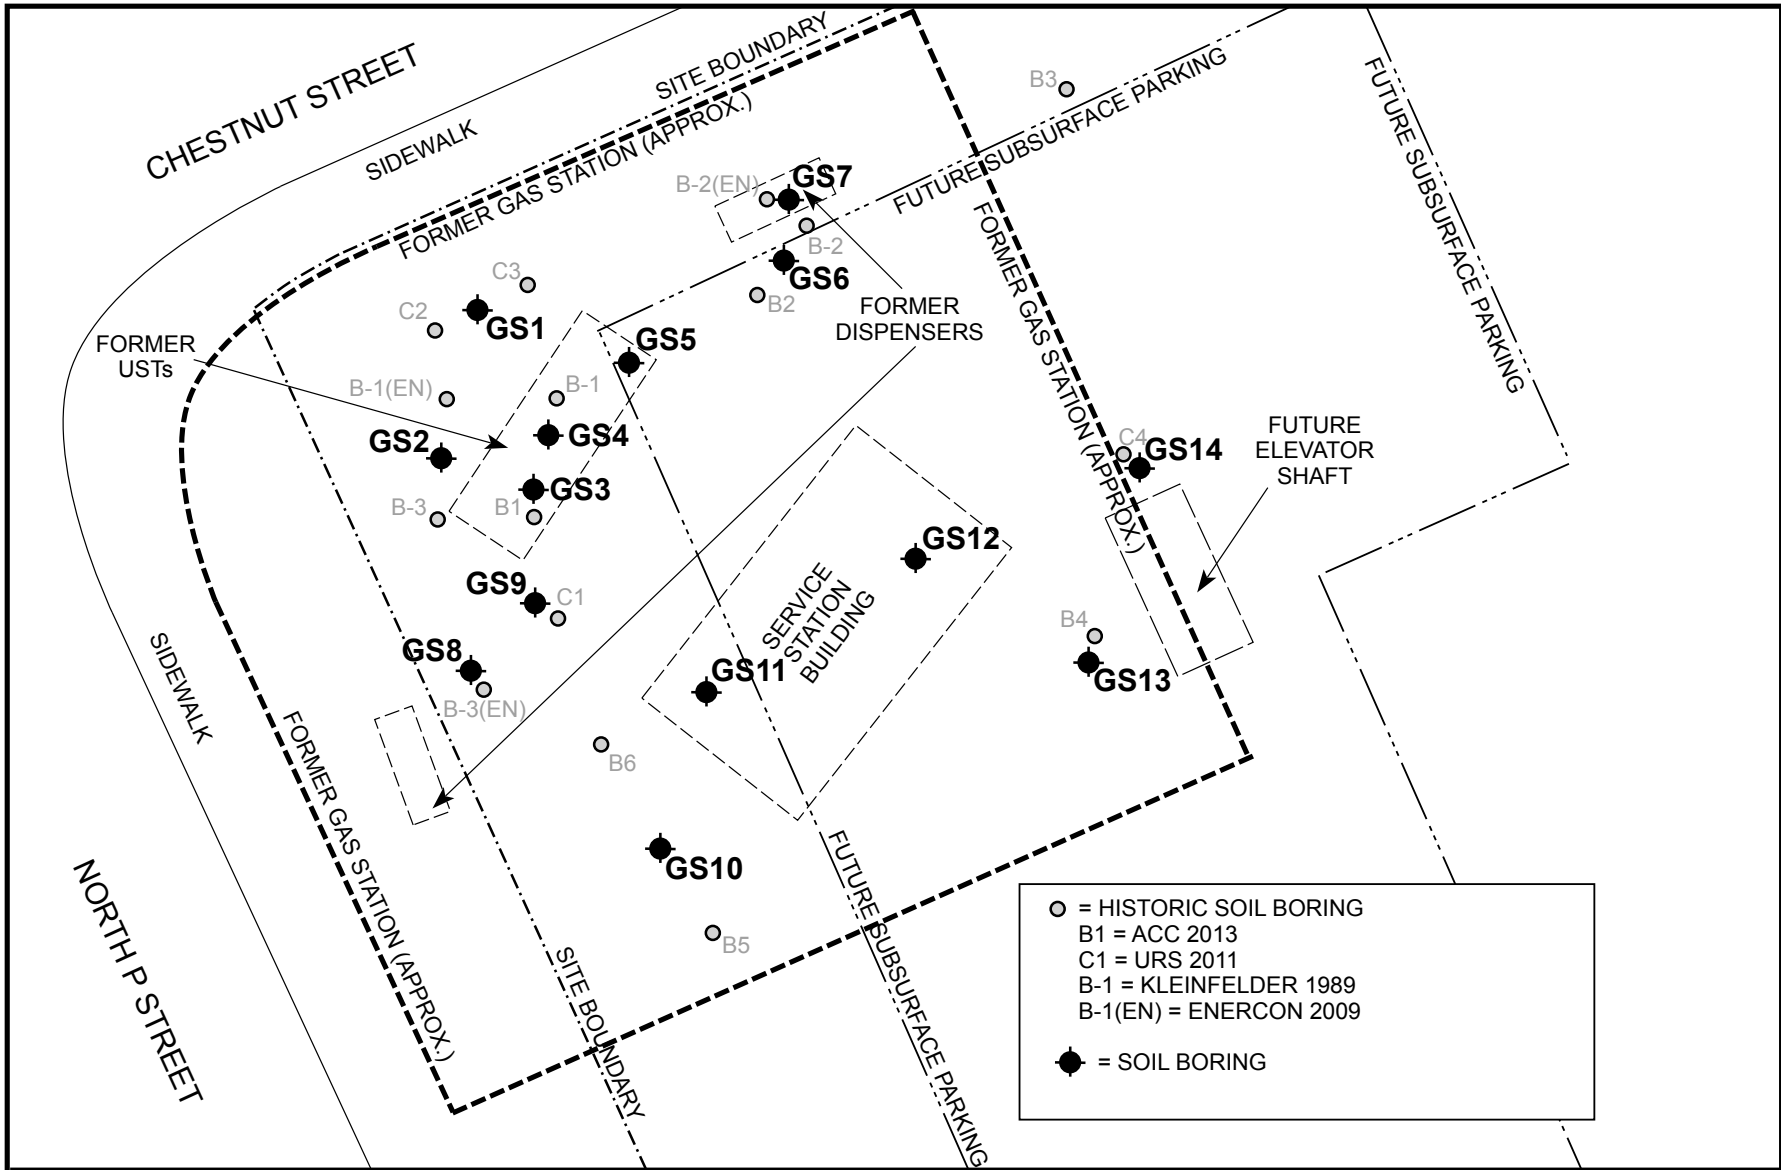 CHESTNUT STREET
SIDEWALK
SITE BOUNDARY
FORMER GAS STATION (APPROX.)
B3
FUTURE SUBSURFACE PARKING
FUTURE SUBSURFACE PARKING
B-2(EN)
GS7
B-2
GS6
B2
FORMER
DISPENSERS
FORMER GAS STATION (APPROX.)
C3
GS1
C2
FORMER
USTs
GS5
B-1(EN)
B-1
GS2
GS4
GS3
B-3
B1
C4
GS14
FUTURE
ELEVATOR
SHAFT
GS12
SERVICE
STATION
BUILDING
GS9
C1
B4
GS13
GS8
B-3(EN)
GS11
SIDEWALK
FORMER GAS STATION (APPROX.)
B6
GS10
B5
NORTH P STREET
SITE BOUNDARY
FUTURE SUBSURFACE PARKING
= HISTORIC SOIL BORING
B1 = ACC 2013
C1 = URS 2011
B-1 = KLEINFELDER 1989
B-1(EN) = ENERCON 2009
= SOIL BORING